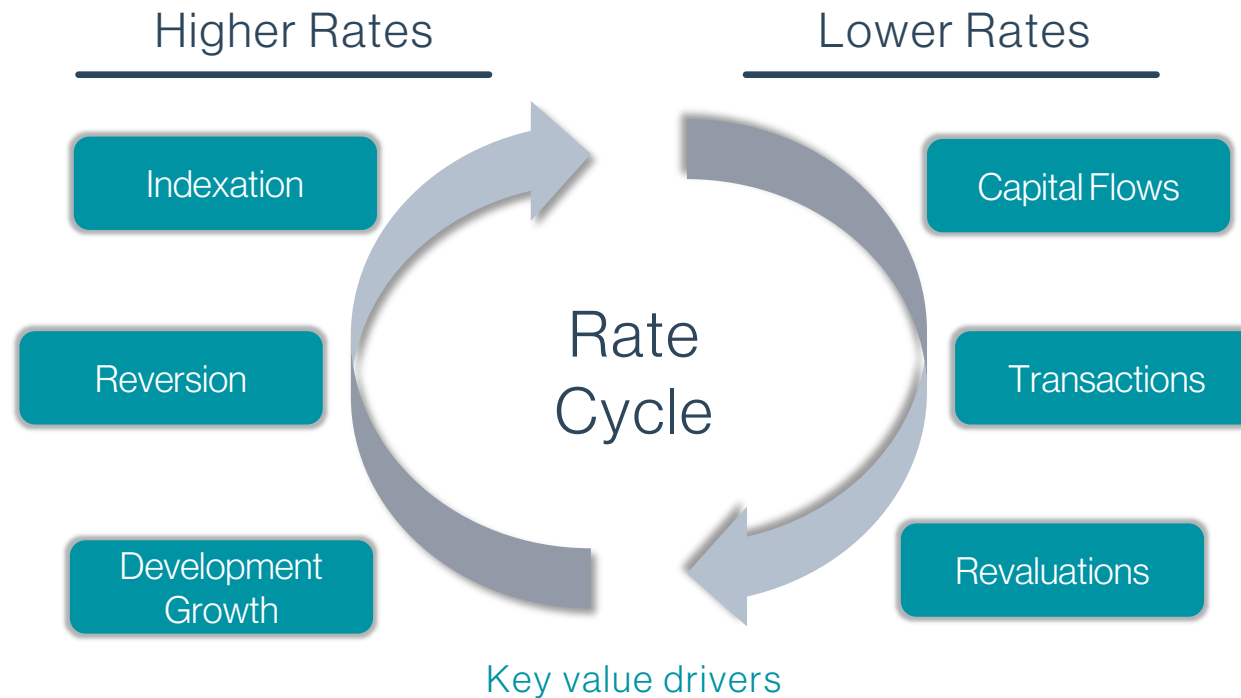 Higher Rates
Lower Rates
Indexation
Capital Flows
Rate
Cycle
Reversion
Transactions
Development
Growth
Revaluations
Key value drivers